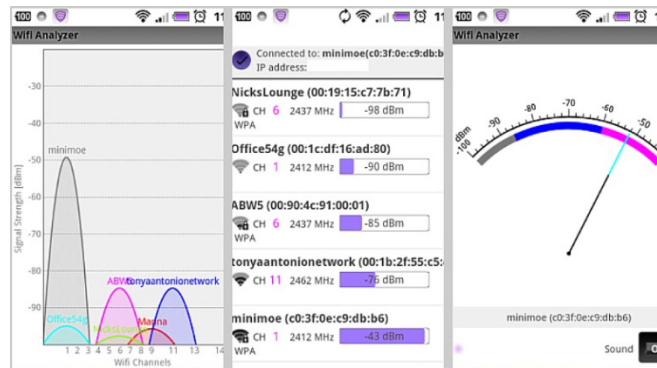 100
11
Wifi Analyzer
-30
-40
-50
-60
-70
-80
-90
Signal Strength [dBm]
minimoe
ABW5
tonyaantonionetwork
Office54g
NicksLounge
Manna
1 2 3 4 5 6 7 8 9 11 13 14
Wifi Channels
100
11
Connected to: minimoe(c0:3f:0e:c9:db:b
IP address:
NicksLounge (00:19:15:c7:7b:71)
CH 6 2437 MHz -98 dBm
WPA
Office54g (00:1c:df:16:ad:80)
CH 1 2412 MHz -90 dBm
ABW5 (00:90:4c:91:00:01)
CH 6 2437 MHz -85 dBm
WPA
tonyaantonionetwork (00:1b:2f:55:c5:
CH 11 2462 MHz -76 dBm
minimoe (c0:3f:0e:c9:db:b6)
CH 1 2412 MHz -43 dBm
WPA
100
11
Wifi Analyzer
dBm
-100
-90
-80
-70
-60
-50
minimoe (c0:3f:0e:c9:db:b6)
Sound